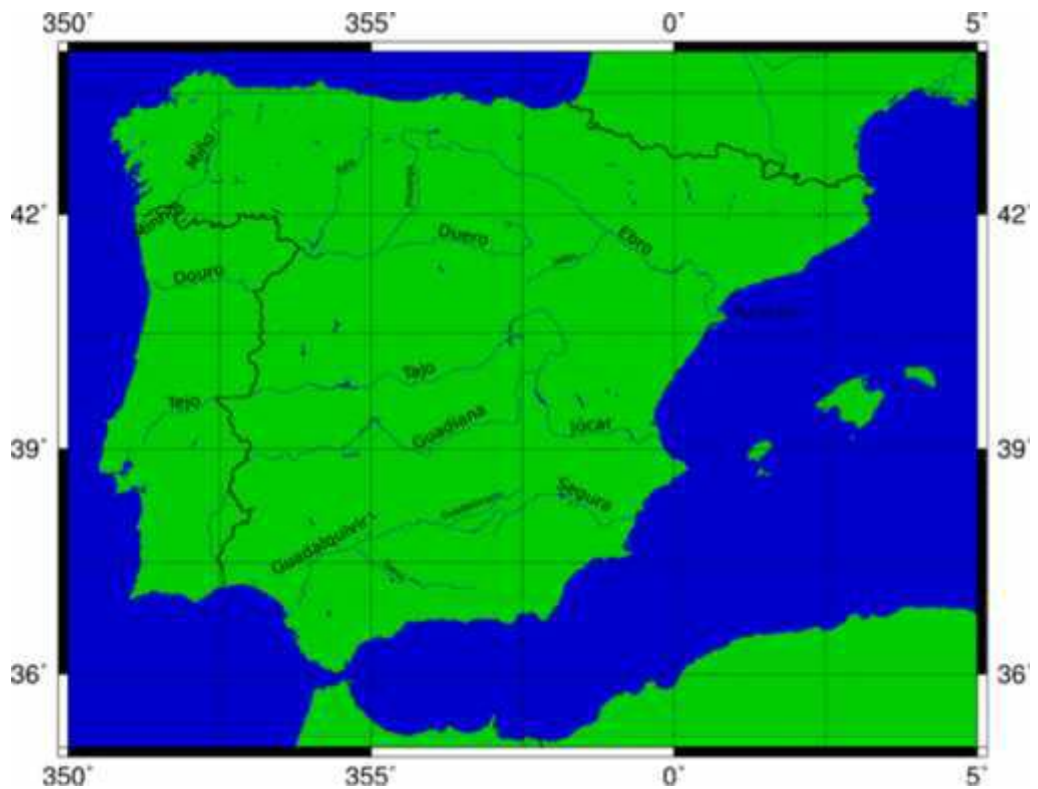 350°
355°
0°
5°
Miño
Duero
Ebro
42°
42°
Douro
Tajo
Tejo
Guadiana
Júcar
39°
39°
Segura
Guadalquivir
36°
36°
350°
355°
0°
5°